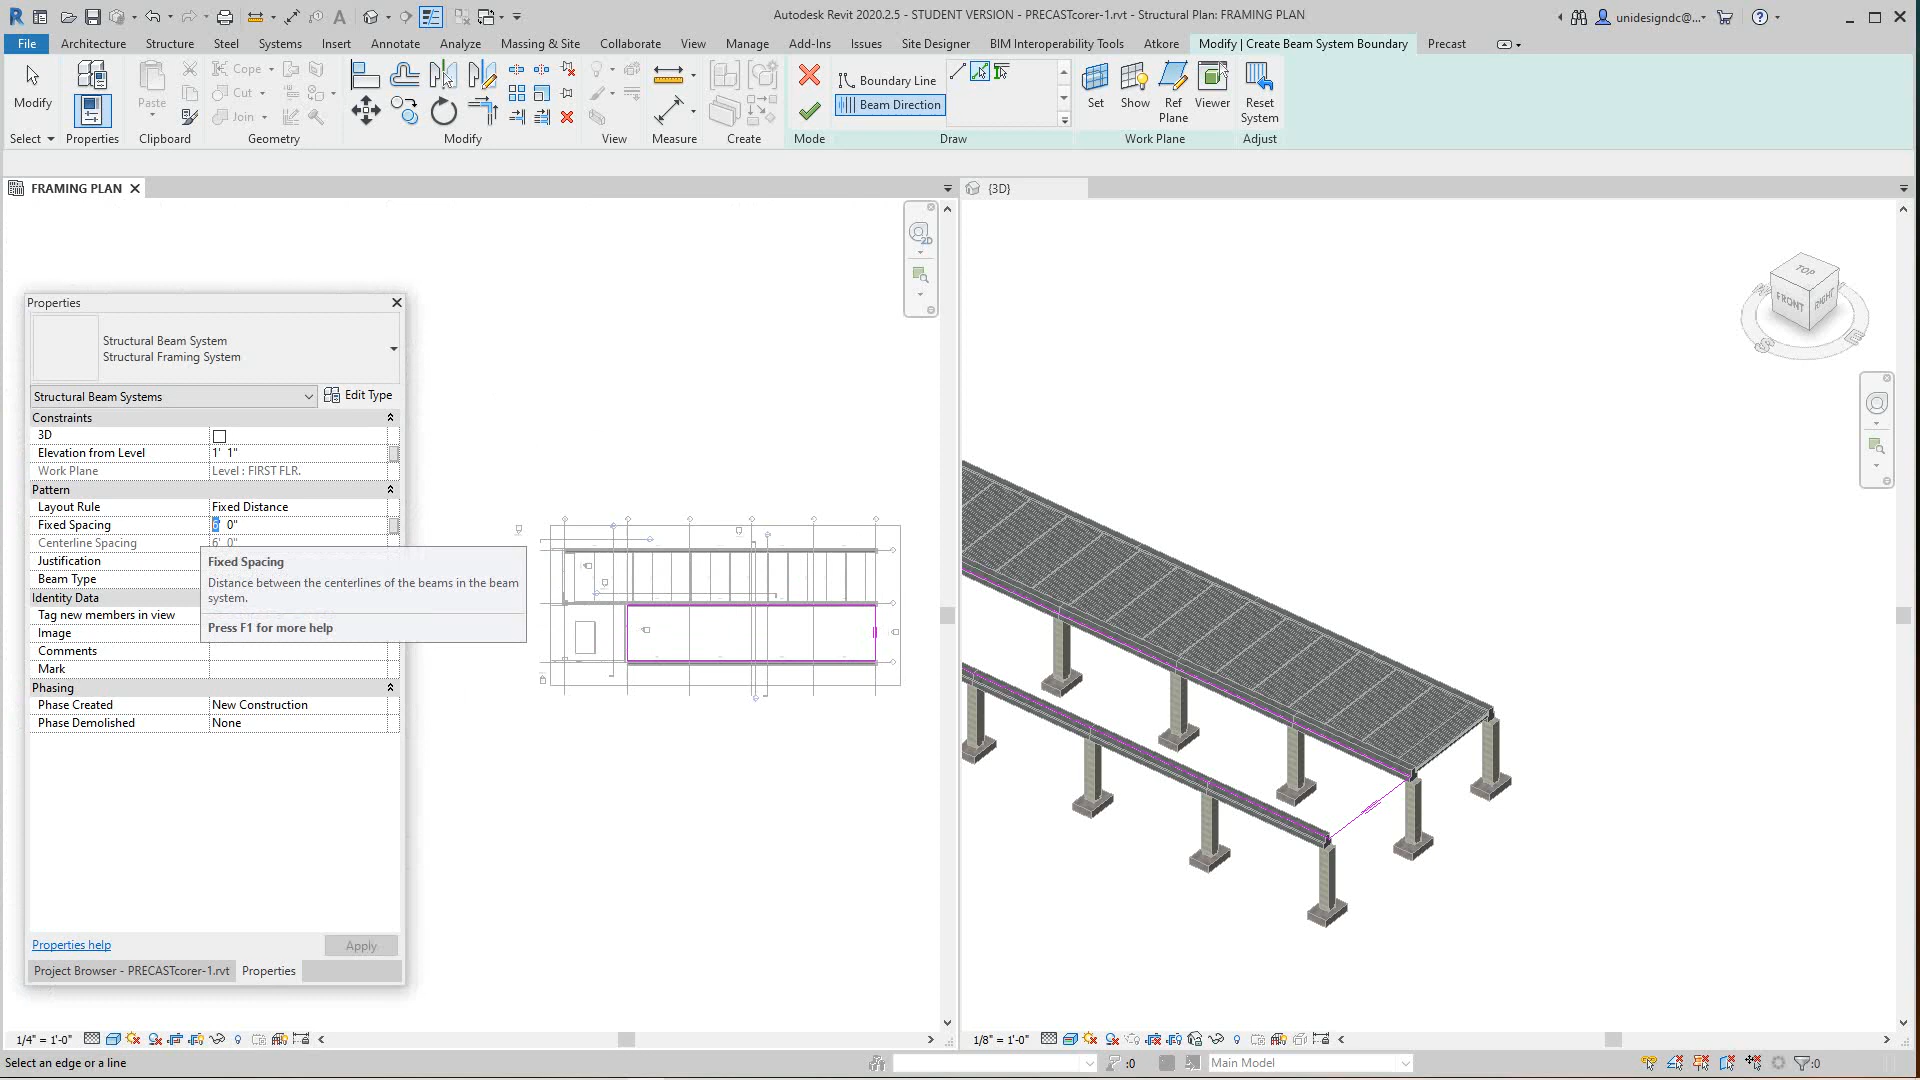 Autodesk Revit 2020.2.5 - STUDENT VERSION - PRECASTcorer-1.rvt - Structural Plan: FRAMING PLAN
unidesigndc@...
File Architecture Structure Steel Systems Insert Annotate Analyze Massing & Site Collaborate View Manage Add-Ins Issues Site Designer BIM Interoperability Tools Atkore Modify | Create Beam System Boundary Precast
Modify
Paste
Cope
Cut
Join
Boundary Line
Beam Direction
Set
Show
Ref
Plane
Viewer
Reset
System
Select Properties Clipboard Geometry Modify View Measure Create Mode Draw Work Plane Adjust
FRAMING PLAN
{3D}
2D
TOP
FRONT
RIGHT
S
E
Properties
Structural Beam System
Structural Framing System
Structural Beam Systems
Edit Type
Constraints
3D
Elevation from Level 1' 1"
Work Plane Level : FIRST FLR.
Pattern
Layout Rule Fixed Distance
Fixed Spacing 6' 0"
Centerline Spacing 6' 0"
Justification
Beam Type
Identity Data
Tag new members in view
Image
Comments
Mark
Phasing
Phase Created New Construction
Phase Demolished None
Fixed Spacing
Distance between the centerlines of the beams in the beam
system.
Press F1 for more help
Properties help
Apply
Project Browser - PRECASTcorer-1.rvt Properties
1/4" = 1'-0"
1/8" = 1'-0"
Select an edge or a line
:0
Main Model
:0